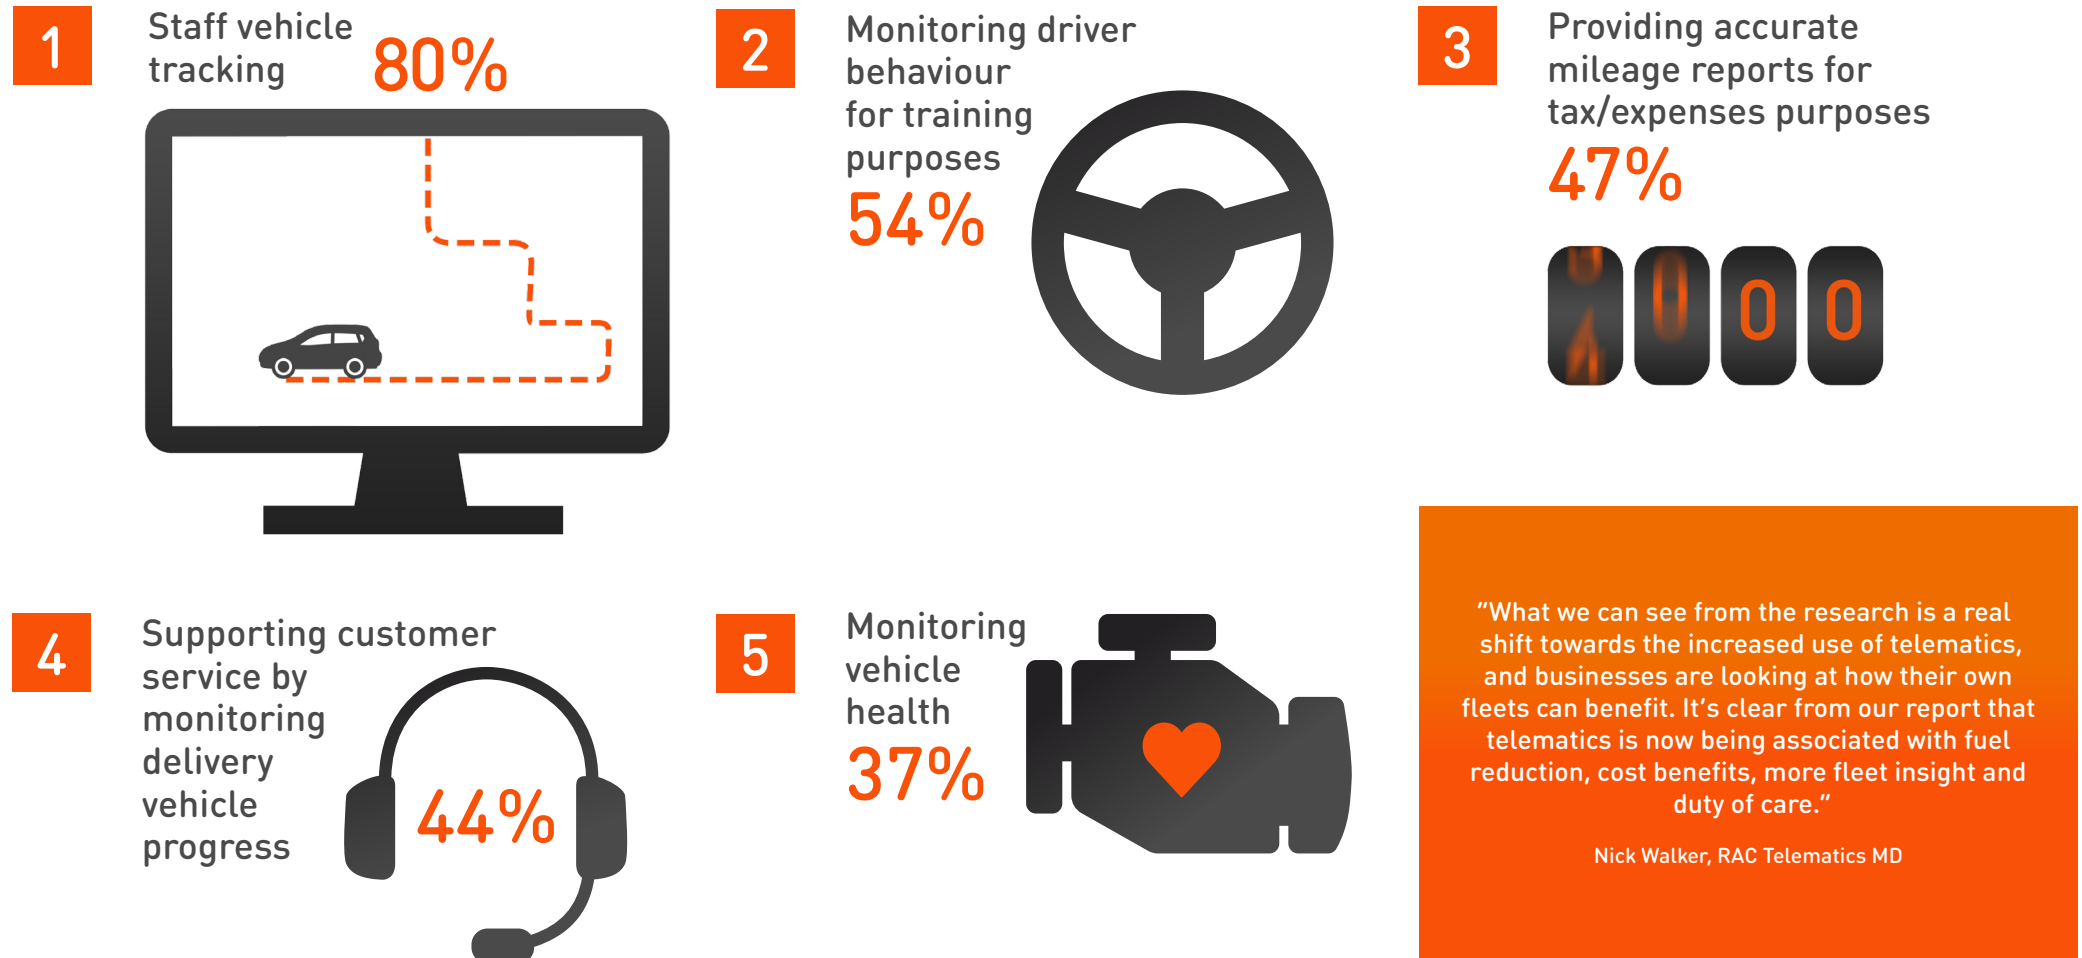 1
Staff vehicle
tracking
80%
2
Monitoring driver
behaviour
for training
purposes
54%
3
Providing accurate
mileage reports for
tax/expenses purposes
47%
0 0
4
Supporting customer
service by
monitoring
delivery
vehicle
progress
44%
5
Monitoring
vehicle
health
37%
“What we can see from the research is a real
shift towards the increased use of telematics,
and businesses are looking at how their own
fleets can benefit. It’s clear from our report that
telematics is now being associated with fuel
reduction, cost benefits, more fleet insight and
duty of care.”
Nick Walker, RAC Telematics MD